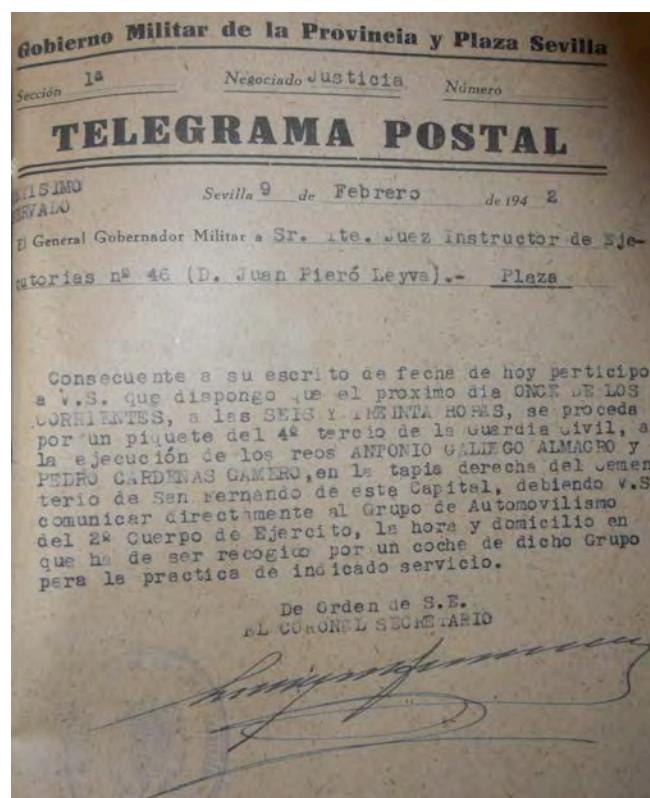 Gobierno Militar de la Provincia y Plaza Sevilla
Sección 1ª Negociado Justicia Número
TELEGRAMA POSTAL
Sevilla 9 de Febrero de 194 2
El General Gobernador Militar a Sr. Ite. Juez Instructor de Eje-
cutorias nº 46 (D. Juan Pieró Leyva).- Plaza
Consecuente a su escrito de fecha de hoy participo
a V.S. que dispongo que el proximo dia ONCE DE LOS
CORRIENTES, a las SEIS Y TREINTA HORAS, se proceda
por un piquete del 4º tercio de la Guardia Civil, a
la ejecución de los reos ANTONIO GALLEGO ALMAGRO y
PEDRO CARDENAS GAMERO, en la tapia derecha del cemen
terio de San Fernando de esta Capital, debiendo V.S
comunicar directamente al Grupo de Automovilismo
del 2º Cuerpo de Ejercito, la hora y domicilio en
que ha de ser recogido por un coche de dicho Grupo
para la practica de indicado servicio.
De Orden de S.E.
EL CORONEL SECRETARIO